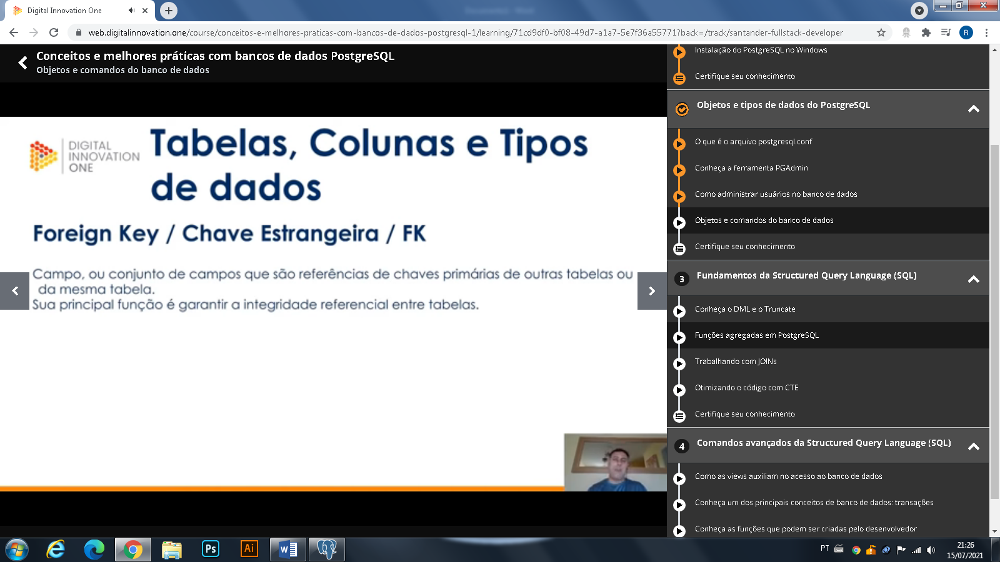 Digital Innovation One
web.digitalinnovation.one/course/conceitos-e-melhores-praticas-com-bancos-de-dados-postgresql-1/learning/71cd9df0-bf08-49d7-a1a7-5e7f36a55771?back=/track/santander-fullstack-developer
R
Conceitos e melhores práticas com bancos de dados PostgreSQL
Objetos e comandos do banco de dados
DIGITAL
INNOVATION
ONE
Tabelas, Colunas e Tipos
de dados
Foreign Key / Chave Estrangeira / FK
Campo, ou conjunto de campos que são referências de chaves primárias de outras tabelas ou
da mesma tabela.
Sua principal função é garantir a integridade referencial entre tabelas.
Instalação do PostgreSQL no Windows
Certifique seu conhecimento
Objetos e tipos de dados do PostgreSQL
O que é o arquivo postgresql.conf
Conheça a ferramenta PGAdmin
Como administrar usuários no banco de dados
Objetos e comandos do banco de dados
Certifique seu conhecimento
3 Fundamentos da Structured Query Language (SQL)
Conheça o DML e o Truncate
Funções agregadas em PostgreSQL
Trabalhando com JOINs
Otimizando o código com CTE
Certifique seu conhecimento
4 Comandos avançados da Structured Query Language (SQL)
Como as views auxiliam no acesso ao banco de dados
Conheça um dos principais conceitos de banco de dados: transações
Conheça as funções que podem ser criadas pelo desenvolvedor
Ps
Ai
W
PT
21:26
15/07/2021